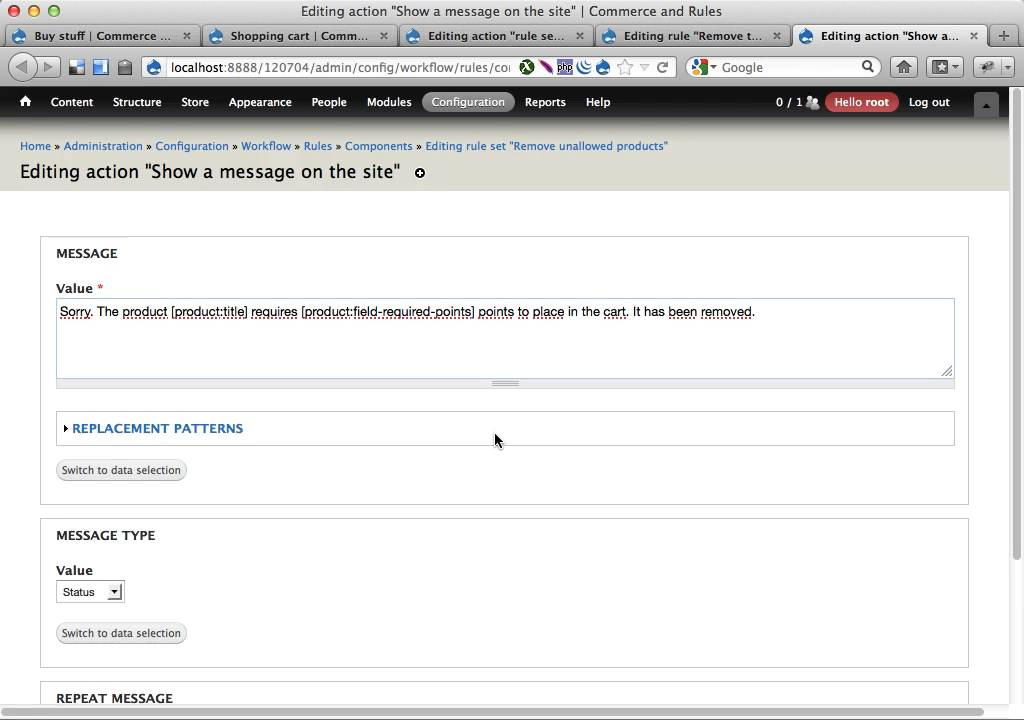 Editing action "Show a message on the site" | Commerce and Rules
Buy stuff | Commerce ...
Shopping cart | Comm...
Editing action "rule se...
Editing rule "Remove t...
Editing action "Show a...
localhost:8888/120704/admin/config/workflow/rules/co
php
Google
Content Structure Store Appearance People Modules Configuration Reports Help
0 / 1 Hello root Log out
Home » Administration » Configuration » Workflow » Rules » Components » Editing rule set "Remove unallowed products"
Editing action "Show a message on the site"
MESSAGE
Value *
Sorry. The product [product:title] requires [product:field-required-points] points to place in the cart. It has been removed.
REPLACEMENT PATTERNS
Switch to data selection
MESSAGE TYPE
Value
Status
Switch to data selection
REPEAT MESSAGE